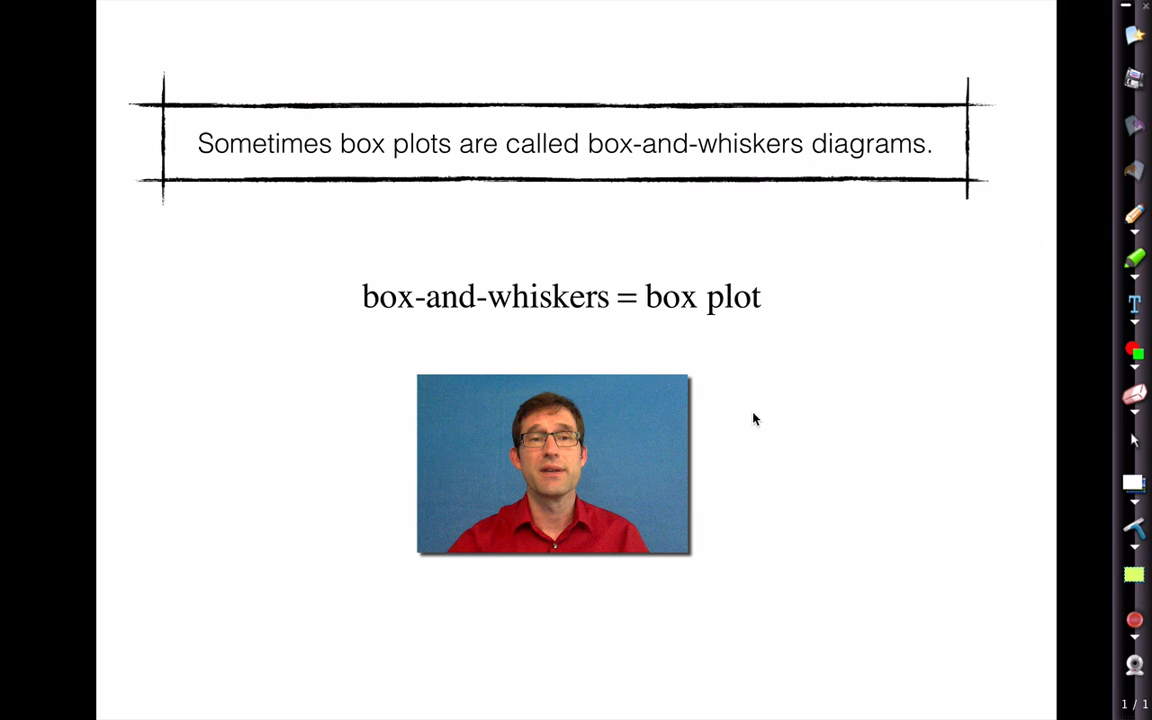 Sometimes box plots are called box-and-whiskers diagrams.
box-and-whiskers = box plot
T
1 / 1